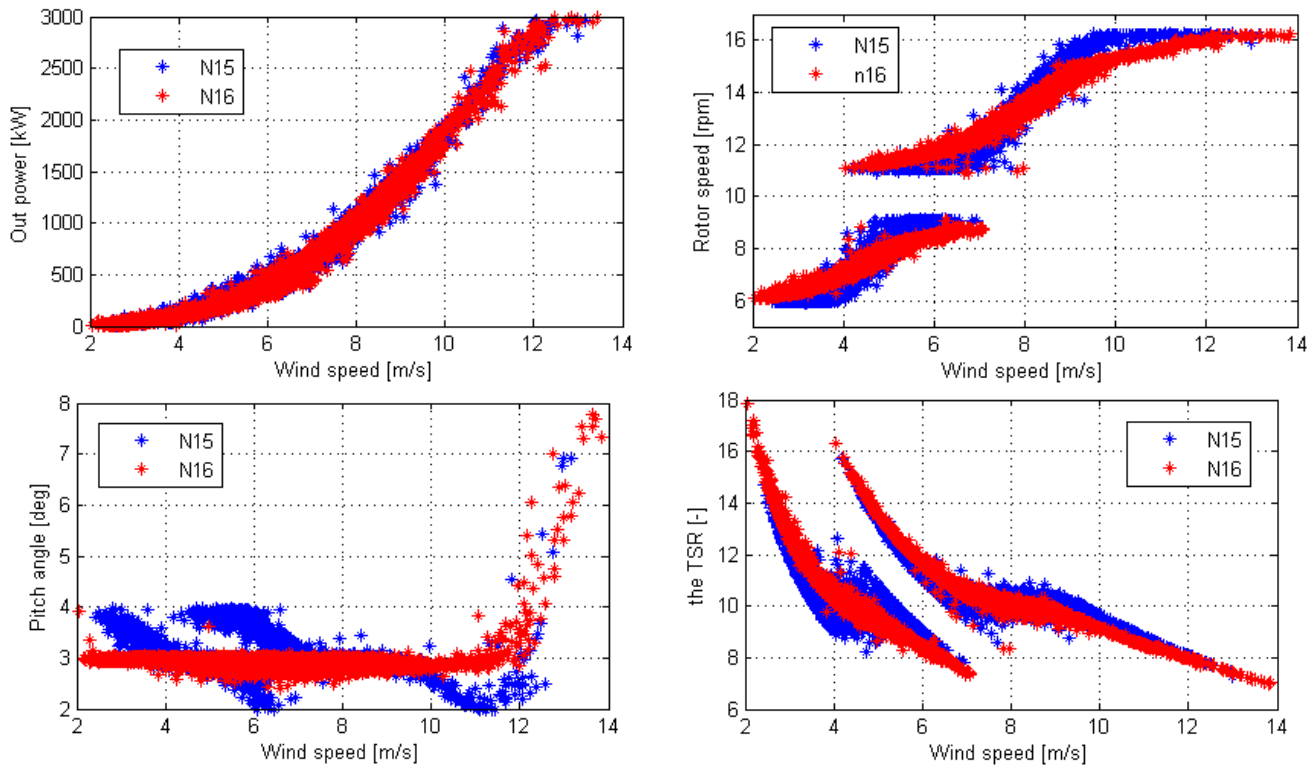 3000
2500
2000
1500
1000
500
0
Out power [kW]
N15
N16
2 4 6 8 10 12 14
Wind speed [m/s]
16
14
12
10
8
6
Rotor speed [rpm]
N15
n16
2 4 6 8 10 12 14
Wind speed [m/s]
8
7
6
5
4
3
2
Pitch angle [deg]
N15
N16
2 4 6 8 10 12 14
Wind speed [m/s]
18
16
14
12
10
8
6
the TSR [-]
N15
N16
2 4 6 8 10 12 14
Wind speed [m/s]